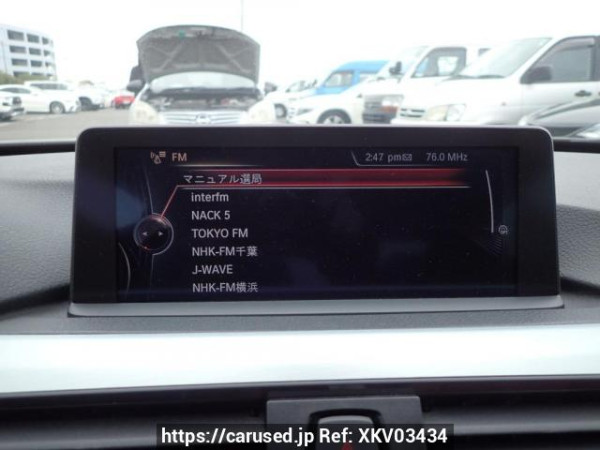 FM
2:47 pm
76.0 MHz
マニュアル選局
interfm
NACK 5
TOKYO FM
NHK-FM千葉
J-WAVE
NHK-FM横浜
https://carused.jp Ref: XKV03434